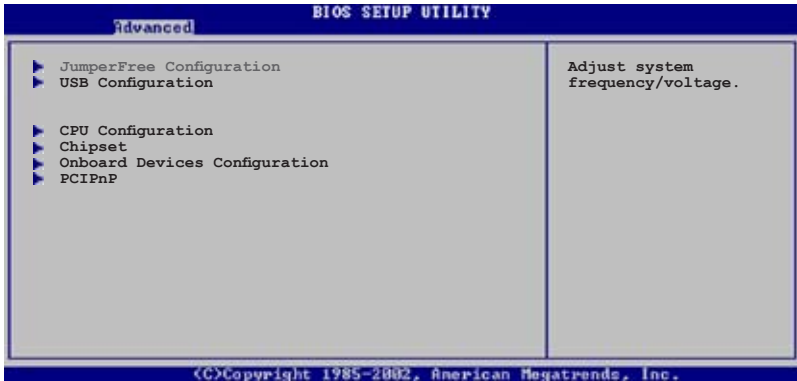 BIOS SETUP UTILITY
Advanced
JumperFree Configuration
USB Configuration
CPU Configuration
Chipset
Onboard Devices Configuration
PCIPnP
Adjust system
frequency/voltage.
(C)Copyright 1985-2002, American Megatrends, Inc.